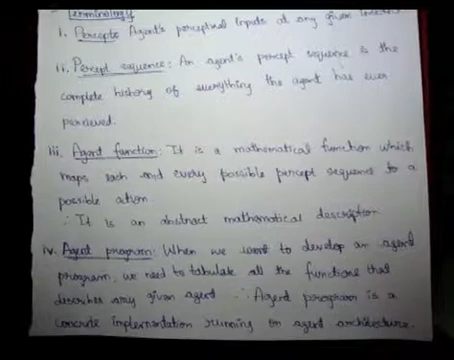 Terminology
i. Percepts Agent's perceptual inputs at any given
ii. Percept sequence: An agent's percept sequence is the
complete history of everything the agent has ever
perceived.
iii. Agent function: It is a mathematical function which
maps each and every possible percept sequence to a
possible action.
∴ It is an abstract mathematical description
iv. Agent program: When we want to develop an agent
program, we need to tabulate all the functions that
describes any given agent ∴ Agent program is a
concrete implementation running on agent architecture.